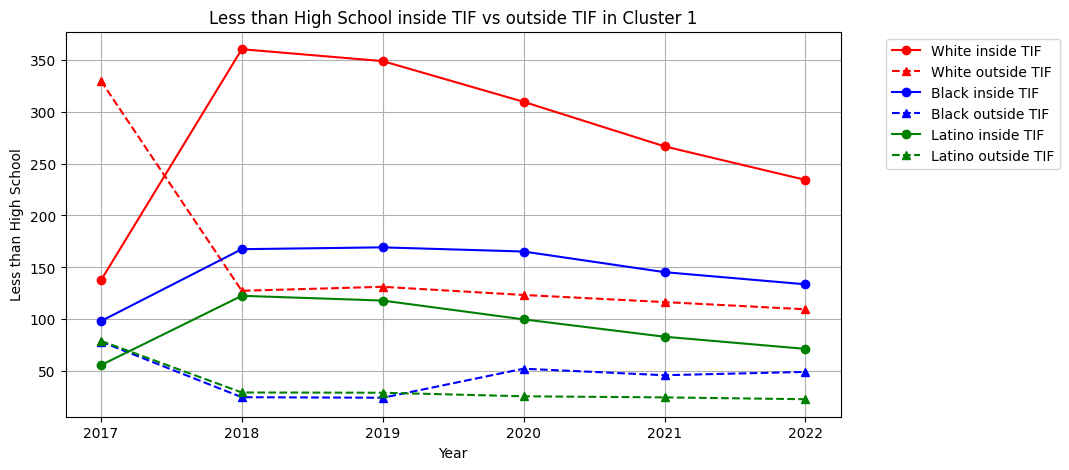 Less than High School inside TIF vs outside TIF in Cluster 1
Less than High School
350
300
250
200
150
100
50
2017
2018
2019
2020
2021
2022
Year
White inside TIF
White outside TIF
Black inside TIF
Black outside TIF
Latino inside TIF
Latino outside TIF